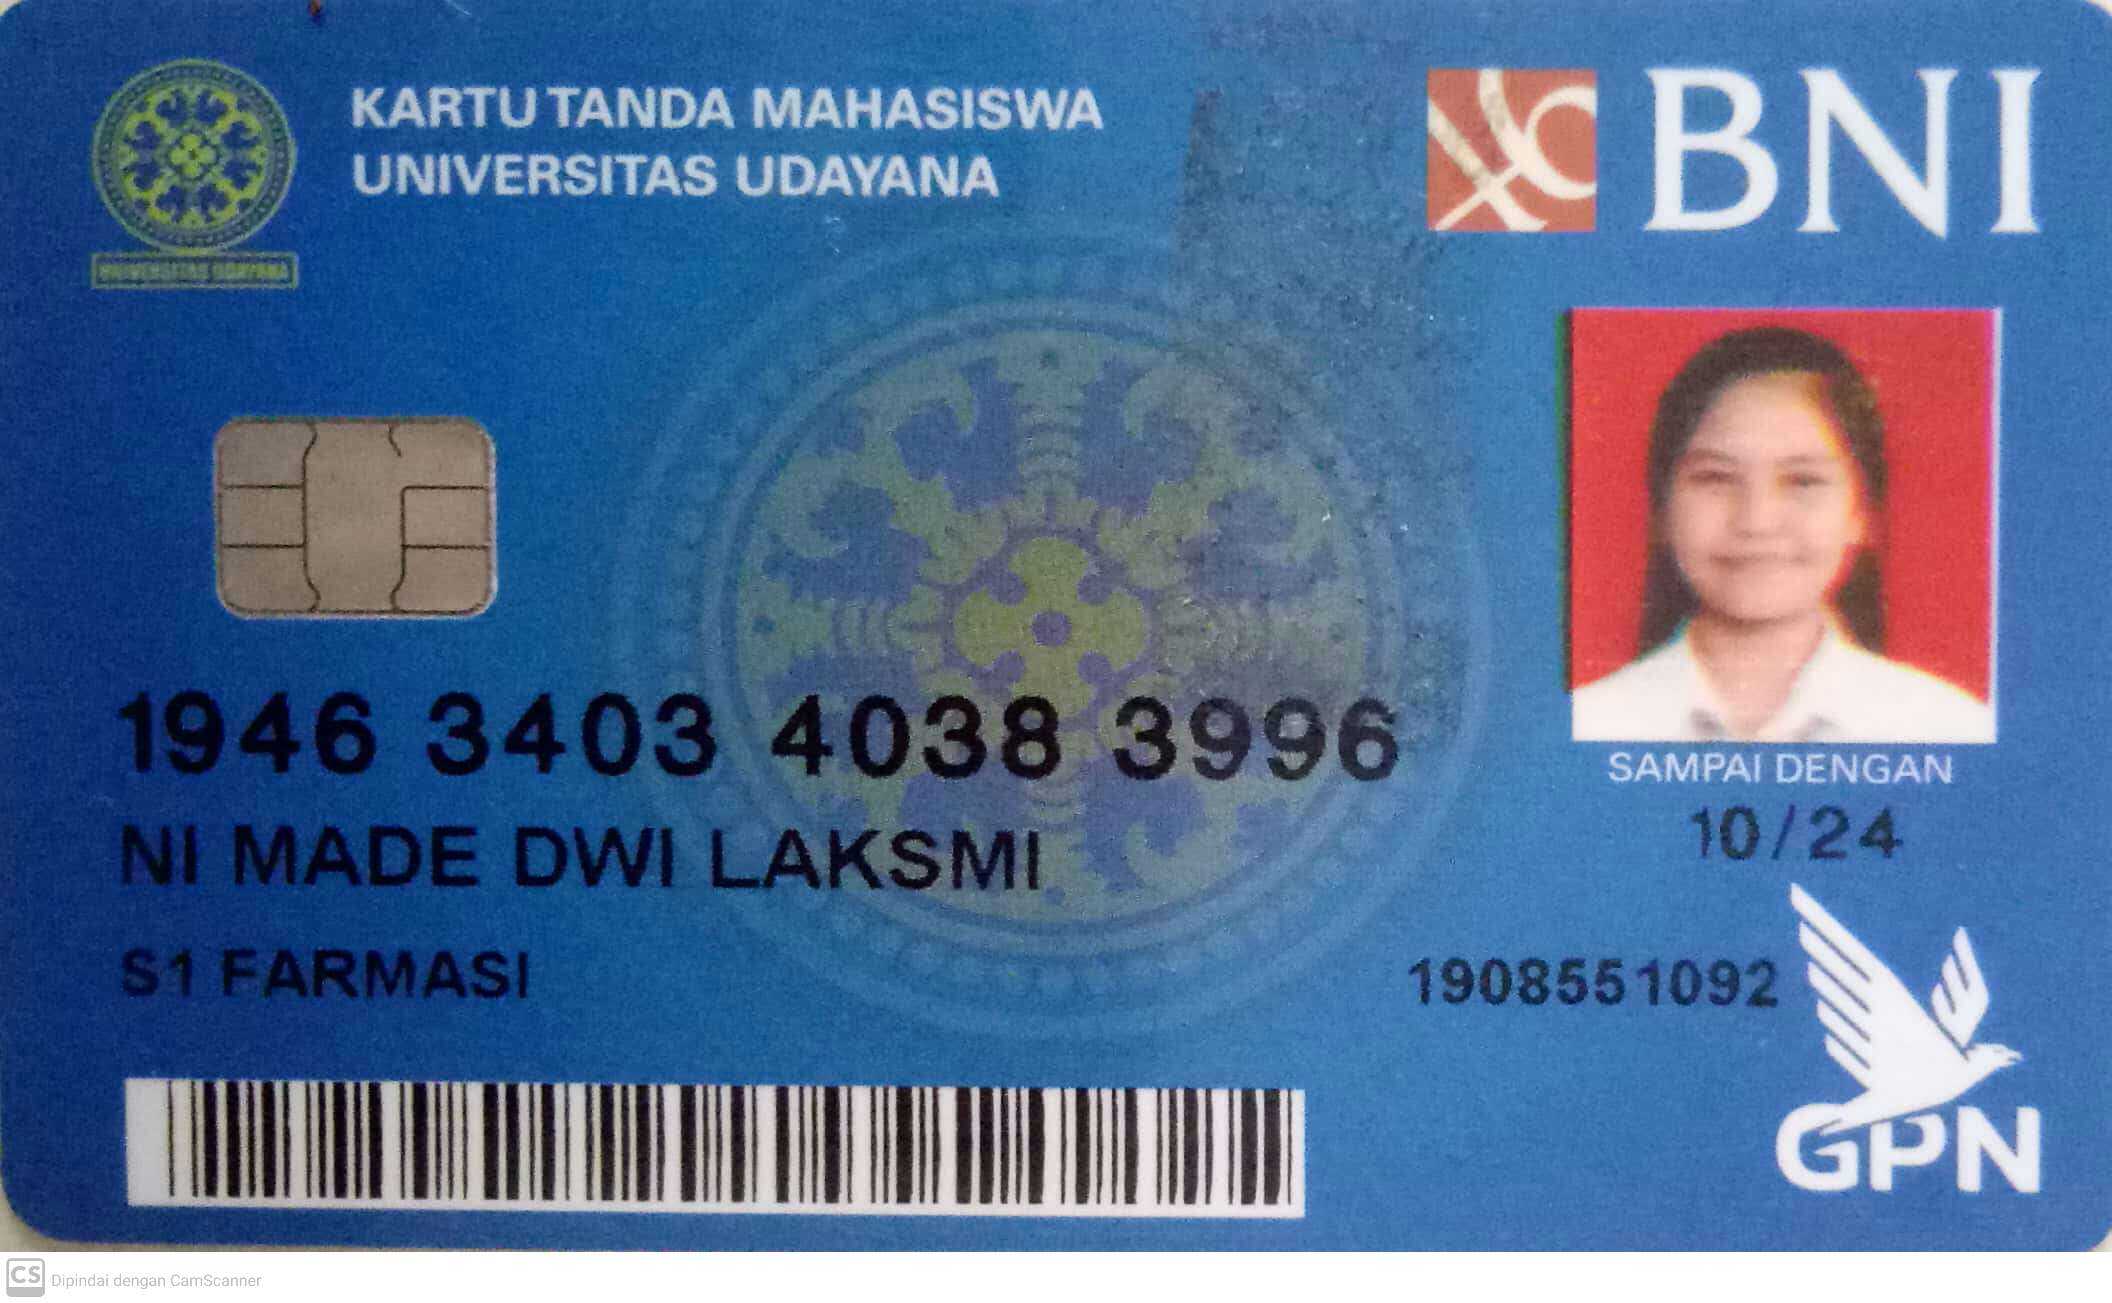 KARTU TANDA MAHASISWA
UNIVERSITAS UDAYANA
UNIVERSITAS UDAYANA
BNI
1946 3403 4038 3996
SAMPAI DENGAN
10/24
NI MADE DWI LAKSMI
S1 FARMASI
1908551092
GPN
CS Dipindai dengan CamScanner